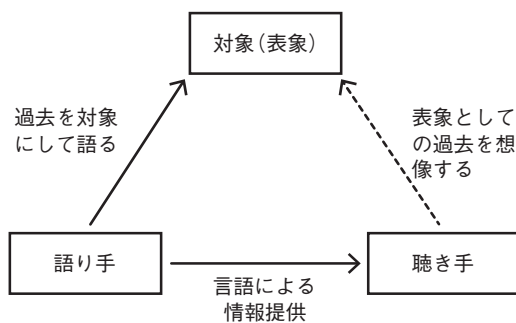 対象（表象）
過去を対象
にして語る
表象として
の過去を想
像する
語り手
聴き手
言語による
情報提供